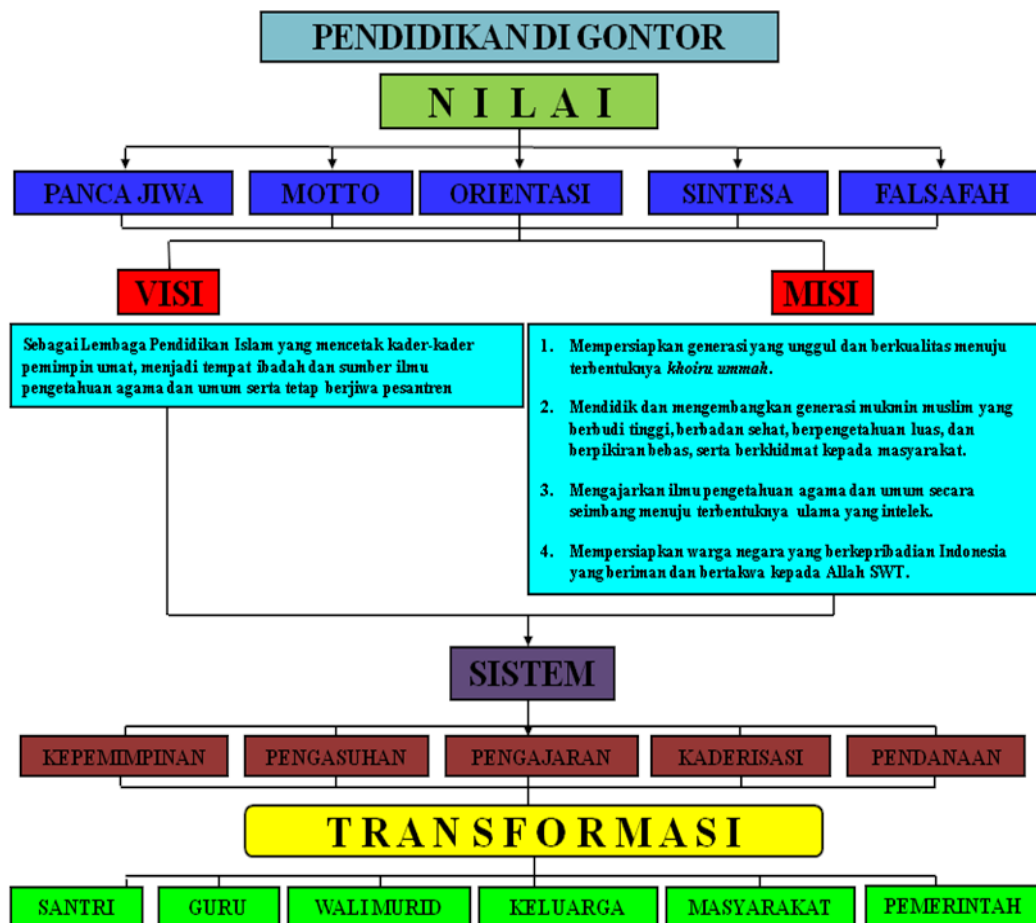 PENDIDIKAN DI GONTOR
N I L A I
PANCA JIWA
MOTTO
ORIENTASI
SINTESA
FALSAFAH
VISI
MISI
Sebagai Lembaga Pendidikan Islam yang mencetak kader-kader
pemimpin umat, menjadi tempat ibadah dan sumber ilmu
pengetahuan agama dan umum serta tetap berjiwa pesantren
1. Mempersiapkan generasi yang unggul dan berkualitas menuju
terbentuknya khoiru ummah.
2. Mendidik dan mengembangkan generasi mukmin muslim yang
berbudi tinggi, berbadan sehat, berpengetahuan luas, dan
berpikiran bebas, serta berkhidmat kepada masyarakat.
3. Mengajarkan ilmu pengetahuan agama dan umum secara
seimbang menuju terbentuknya ulama yang intelek.
4. Mempersiapkan warga negara yang berkepribadian Indonesia
yang beriman dan bertakwa kepada Allah SWT.
SISTEM
KEPEMIMPINAN
PENGASUHAN
PENGAJARAN
KADERISASI
PENDANAAN
T R A N S F O R M A S I
SANTRI
GURU
WALI MURID
KELUARGA
MASYARAKAT
PEMERINTAH